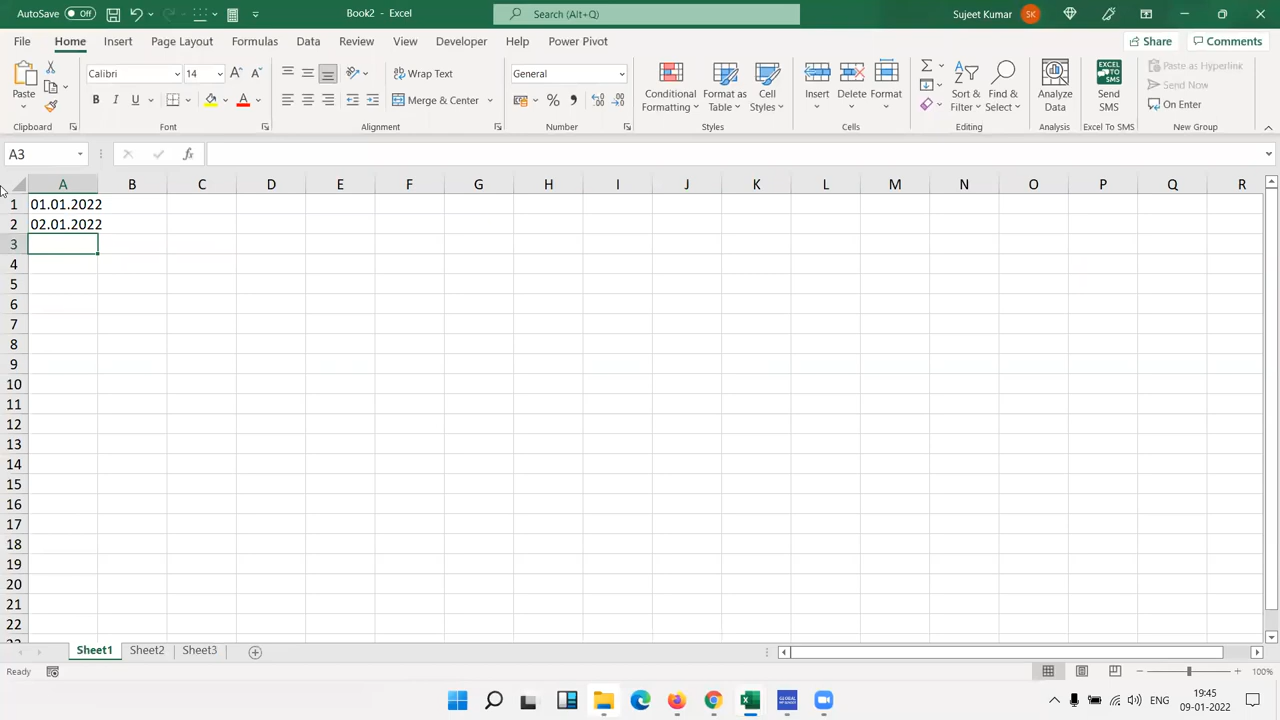 AutoSave Off Book2 - Excel Search (Alt+Q) Sujeet Kumar SK
File Home Insert Page Layout Formulas Data Review View Developer Help Power Pivot Share Comments
Paste Calibri 14 Wrap Text General Conditional Formatting Format as Table Cell Styles Insert Delete Format Sort & Filter Find & Select Analyze Data Send SMS Paste as Hyperlink
B I U Merge & Center Send Now
On Enter
Clipboard Font Alignment Number Styles Cells Editing Analysis Excel To SMS New Group
A3 fx
A B C D E F G H I J K L M N O P Q R
1 01.01.2022
2 02.01.2022
3
4
5
6
7
8
9
10
11
12
13
14
15
16
17
18
19
20
21
22
Sheet1 Sheet2 Sheet3
Ready 100%
ENG 19:45
09-01-2022